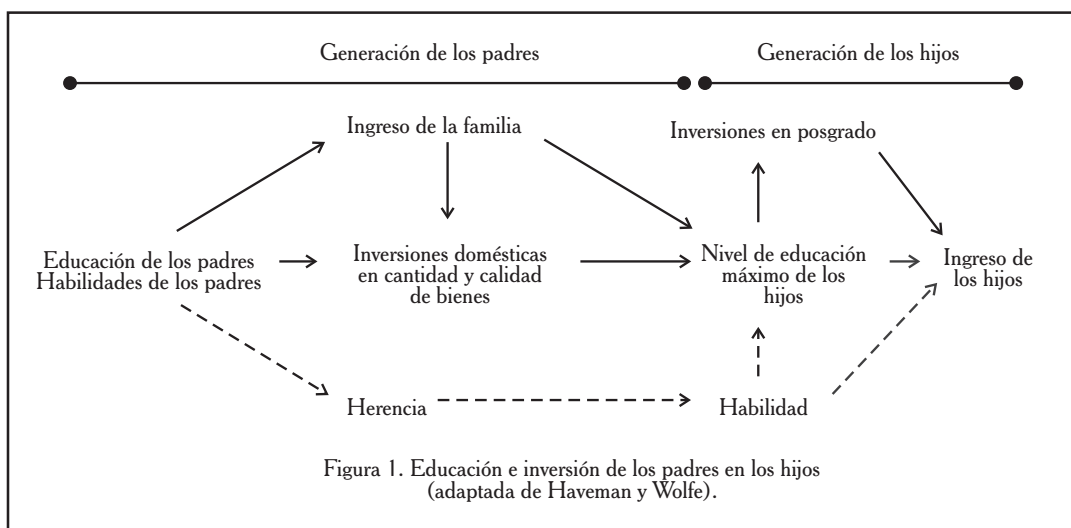 Generación de los padres
Generación de los hijos
Ingreso de la familia
Inversiones en posgrado
Educación de los padres
Habilidades de los padres
Inversiones domésticas
en cantidad y calidad
de bienes
Nivel de educación
máximo de los
hijos
Ingreso de
los hijos
Herencia
Habilidad
Figura 1. Educación e inversión de los padres en los hijos
(adaptada de Haveman y Wolfe).